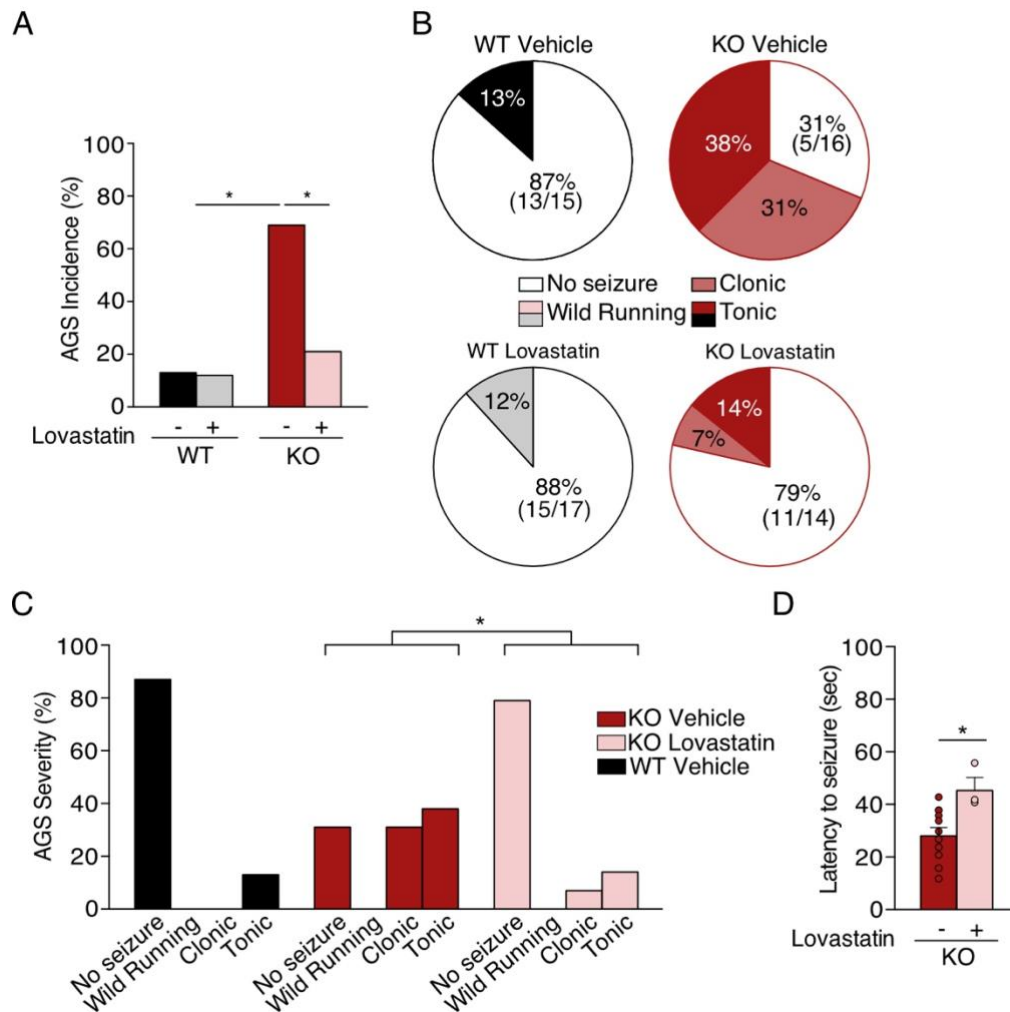 A
AGS Incidence (%)
100
80
60
40
20
0
*
*
Lovastatin - + - +
WT KO
B
WT Vehicle
13%
87%
(13/15)
KO Vehicle
38%
31%
(5/16)
31%
No seizure
Clonic
Wild Running
Tonic
WT Lovastatin
12%
88%
(15/17)
KO Lovastatin
14%
7%
79%
(11/14)
C
AGS Severity (%)
100
80
60
40
20
0
*
KO Vehicle
KO Lovastatin
WT Vehicle
No seizure
Wild Running
Clonic
Tonic
No seizure
Wild Running
Clonic
Tonic
No seizure
Wild Running
Clonic
Tonic
D
Latency to seizure (sec)
100
80
60
40
20
0
*
Lovastatin - +
KO